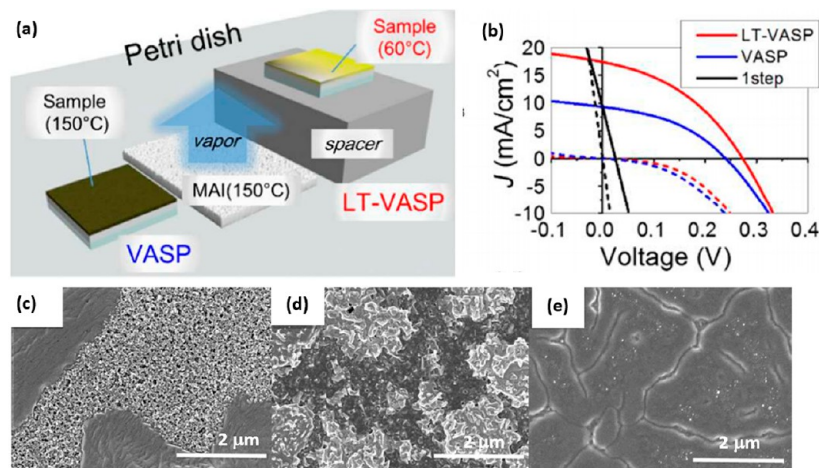 (a)
Petri dish
Sample
(60°C)
Sample
(150°C)
vapor
spacer
MAI(150°C)
LT-VASP
VASP
(b)
LT-VASP
VASP
1step
J (mA/cm²)
20
15
10
5
0
-5
-10
-0.1 0.0 0.1 0.2 0.3 0.4
Voltage (V)
(c)
2 μm
(d)
2 μm
(e)
2 μm